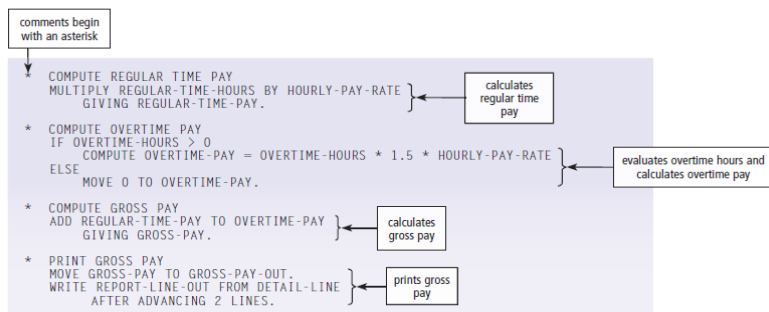 comments begin
with an asterisk
* COMPUTE REGULAR TIME PAY
MULTIPLY REGULAR-TIME-HOURS BY HOURLY-PAY-RATE
GIVING REGULAR-TIME-PAY.
calculates
regular time
pay
* COMPUTE OVERTIME PAY
IF OVERTIME-HOURS > 0
COMPUTE OVERTIME-PAY = OVERTIME-HOURS * 1.5 * HOURLY-PAY-RATE
ELSE
MOVE 0 TO OVERTIME-PAY.
evaluates overtime hours and
calculates overtime pay
* COMPUTE GROSS PAY
ADD REGULAR-TIME-PAY TO OVERTIME-PAY
GIVING GROSS-PAY.
calculates
gross pay
* PRINT GROSS PAY
MOVE GROSS-PAY TO GROSS-PAY-OUT.
WRITE REPORT-LINE-OUT FROM DETAIL-LINE
AFTER ADVANCING 2 LINES.
prints gross
pay